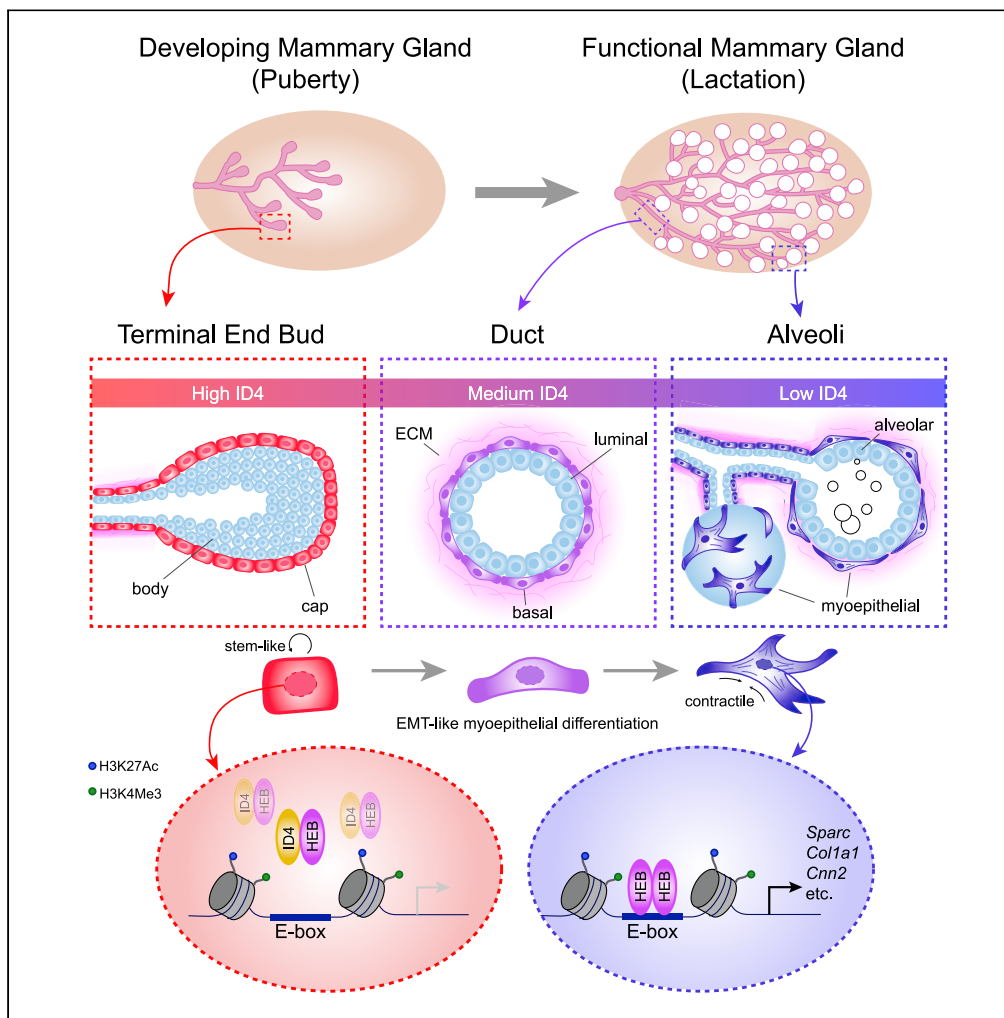 Developing Mammary Gland
(Puberty)
Functional Mammary Gland
(Lactation)
Terminal End Bud
Duct
Alveoli
High ID4
Medium ID4
Low ID4
ECM
luminal
alveolar
body
cap
basal
myoepithelial
stem-like
EMT-like myoepithelial differentiation
contractile
H3K27Ac
H3K4Me3
ID4
HEB
ID4
HEB
ID4
HEB
E-box
HEB
HEB
E-box
Sparc
Col1a1
Cnn2
etc.